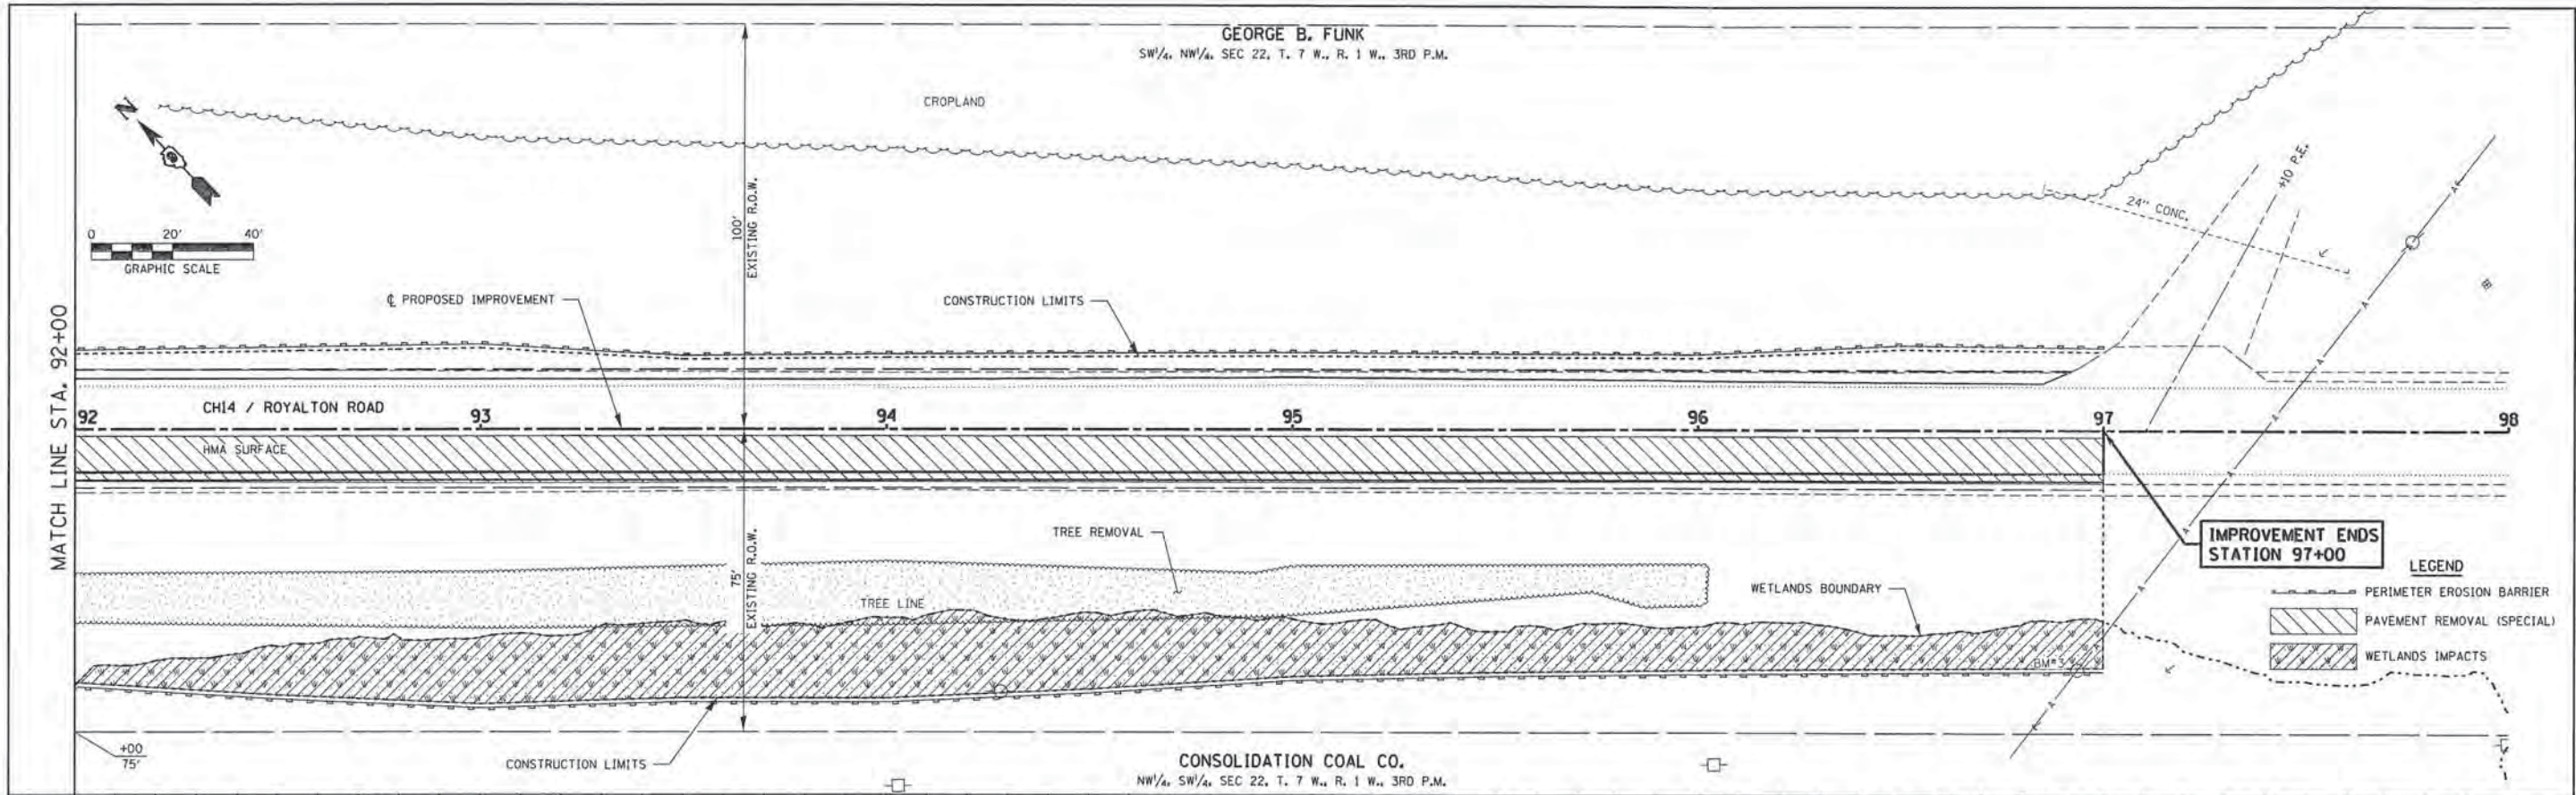 GEORGE B. FUNK
SW¼, NW¼, SEC 22, T. 7 W., R. 1 W., 3RD P.M.
CROPLAND
N
0 20' 40'
GRAPHIC SCALE
100'
EXISTING R.O.W.
24" CONC.
+10 P.E.
A
A
A
A
A
A
A
A
A
℄ PROPOSED IMPROVEMENT
CONSTRUCTION LIMITS
MATCH LINE STA. 92+00
CH14 / ROYALTON ROAD
92 93 94 95 96 97 98
HMA SURFACE
75'
EXISTING R.O.W.
TREE REMOVAL
TREE LINE
WETLANDS BOUNDARY
IMPROVEMENT ENDS
STATION 97+00
LEGEND
PERIMETER EROSION BARRIER
PAVEMENT REMOVAL (SPECIAL)
WETLANDS IMPACTS
BM#3
+00
75'
CONSTRUCTION LIMITS
CONSOLIDATION COAL CO.
NW¼, SW¼, SEC 22, T. 7 W., R. 1 W., 3RD P.M.